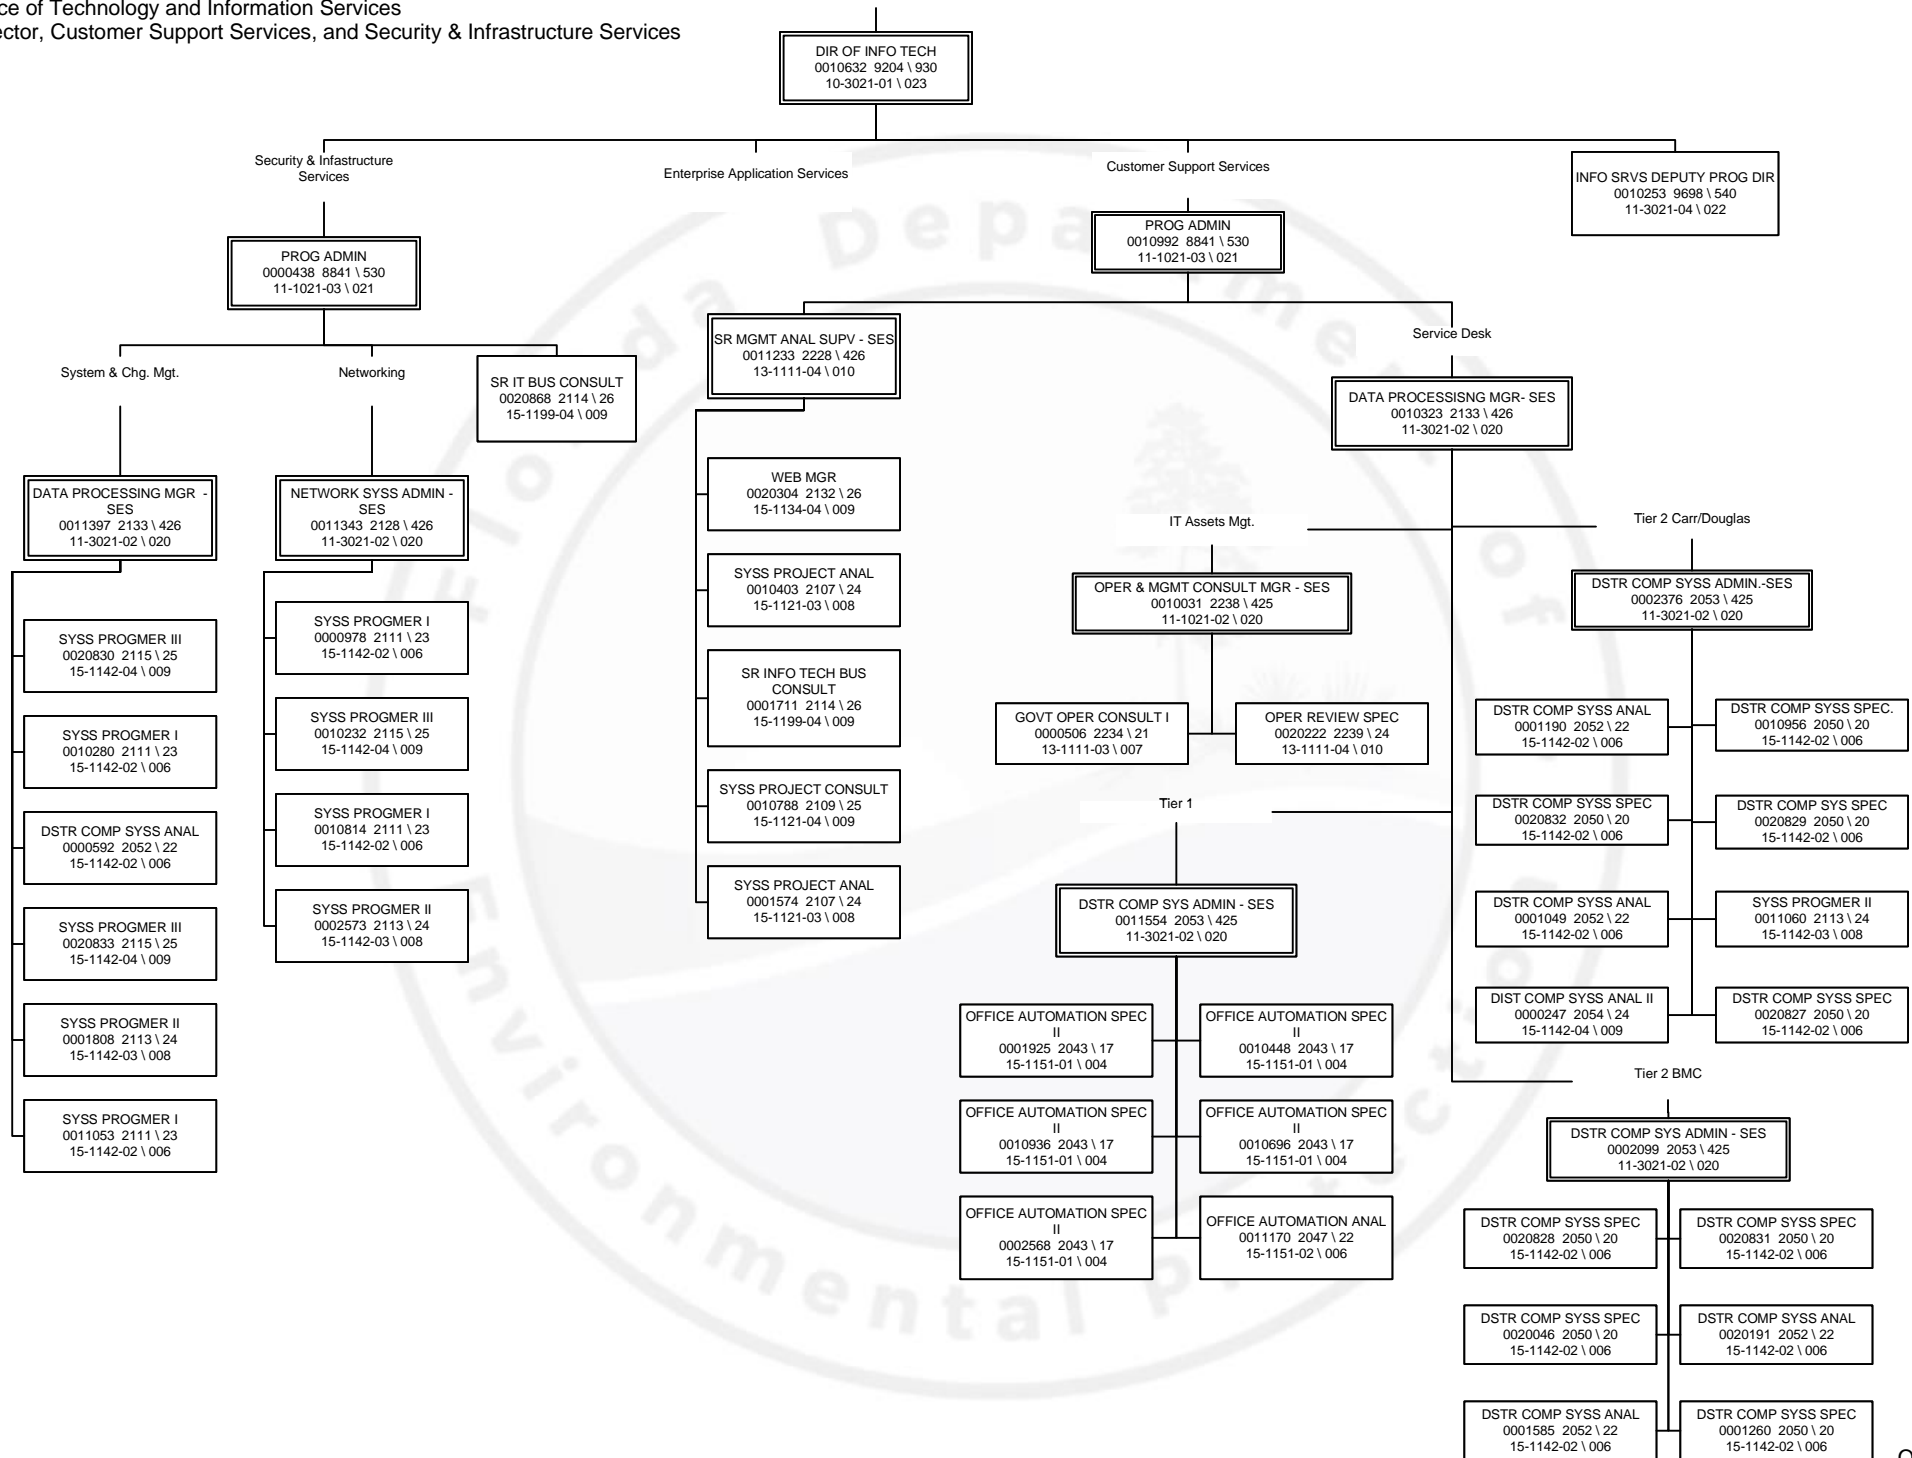 ce of Technology and Information Services
ector, Customer Support Services, and Security & Infrastructure Services
DIR OF INFO TECH
0010632 9204 \ 930
10-3021-01 \ 023
Security & Infastructure
Services
Enterprise Application Services
Customer Support Services
INFO SRVS DEPUTY PROG DIR
0010253 9698 \ 540
11-3021-04 \ 022
PROG ADMIN
0000438 8841 \ 530
11-1021-03 \ 021
PROG ADMIN
0010992 8841 \ 530
11-1021-03 \ 021
System & Chg. Mgt.
Networking
SR IT BUS CONSULT
0020868 2114 \ 26
15-1199-04 \ 009
SR MGMT ANAL SUPV - SES
0011233 2228 \ 426
13-1111-04 \ 010
Service Desk
DATA PROCESSISNG MGR- SES
0010323 2133 \ 426
11-3021-02 \ 020
DATA PROCESSING MGR -
SES
0011397 2133 \ 426
11-3021-02 \ 020
SYSS PROGMER III
0020830 2115 \ 25
15-1142-04 \ 009
SYSS PROGMER I
0010280 2111 \ 23
15-1142-02 \ 006
DSTR COMP SYSS ANAL
0000592 2052 \ 22
15-1142-02 \ 006
SYSS PROGMER III
0020833 2115 \ 25
15-1142-04 \ 009
SYSS PROGMER II
0001808 2113 \ 24
15-1142-03 \ 008
SYSS PROGMER I
0011053 2111 \ 23
15-1142-02 \ 006
NETWORK SYSS ADMIN -
SES
0011343 2128 \ 426
11-3021-02 \ 020
SYSS PROGMER I
0000978 2111 \ 23
15-1142-02 \ 006
SYSS PROGMER III
0010232 2115 \ 25
15-1142-04 \ 009
SYSS PROGMER I
0010814 2111 \ 23
15-1142-02 \ 006
SYSS PROGMER II
0002573 2113 \ 24
15-1142-03 \ 008
WEB MGR
0020304 2132 \ 26
15-1134-04 \ 009
SYSS PROJECT ANAL
0010403 2107 \ 24
15-1121-03 \ 008
SR INFO TECH BUS
CONSULT
0001711 2114 \ 26
15-1199-04 \ 009
SYSS PROJECT CONSULT
0010788 2109 \ 25
15-1121-04 \ 009
SYSS PROJECT ANAL
0001574 2107 \ 24
15-1121-03 \ 008
IT Assets Mgt.
OPER & MGMT CONSULT MGR - SES
0010031 2238 \ 425
11-1021-02 \ 020
GOVT OPER CONSULT I
0000506 2234 \ 21
13-1111-03 \ 007
OPER REVIEW SPEC
0020222 2239 \ 24
13-1111-04 \ 010
Tier 1
DSTR COMP SYS ADMIN - SES
0011554 2053 \ 425
11-3021-02 \ 020
OFFICE AUTOMATION SPEC
II
0001925 2043 \ 17
15-1151-01 \ 004
OFFICE AUTOMATION SPEC
II
0010448 2043 \ 17
15-1151-01 \ 004
OFFICE AUTOMATION SPEC
II
0010936 2043 \ 17
15-1151-01 \ 004
OFFICE AUTOMATION SPEC
II
0010696 2043 \ 17
15-1151-01 \ 004
OFFICE AUTOMATION SPEC
II
0002568 2043 \ 17
15-1151-01 \ 004
OFFICE AUTOMATION ANAL
0011170 2047 \ 22
15-1151-02 \ 006
Tier 2 Carr/Douglas
DSTR COMP SYSS ADMIN.-SES
0002376 2053 \ 425
11-3021-02 \ 020
DSTR COMP SYSS ANAL
0001190 2052 \ 22
15-1142-02 \ 006
DSTR COMP SYSS SPEC.
0010956 2050 \ 20
15-1142-02 \ 006
DSTR COMP SYSS SPEC
0020832 2050 \ 20
15-1142-02 \ 006
DSTR COMP SYS SPEC
0020829 2050 \ 20
15-1142-02 \ 006
DSTR COMP SYSS ANAL
0001049 2052 \ 22
15-1142-02 \ 006
SYSS PROGMER II
0011060 2113 \ 24
15-1142-03 \ 008
DIST COMP SYSS ANAL II
0000247 2054 \ 24
15-1142-04 \ 009
DSTR COMP SYSS SPEC
0020827 2050 \ 20
15-1142-02 \ 006
Tier 2 BMC
DSTR COMP SYS ADMIN - SES
0002099 2053 \ 425
11-3021-02 \ 020
DSTR COMP SYSS SPEC
0020828 2050 \ 20
15-1142-02 \ 006
DSTR COMP SYSS SPEC
0020831 2050 \ 20
15-1142-02 \ 006
DSTR COMP SYSS SPEC
0020046 2050 \ 20
15-1142-02 \ 006
DSTR COMP SYSS ANAL
0020191 2052 \ 22
15-1142-02 \ 006
DSTR COMP SYSS ANAL
0001585 2052 \ 22
15-1142-02 \ 006
DSTR COMP SYSS SPEC
0001260 2050 \ 20
15-1142-02 \ 006
Florida Department of
Environmental Protection